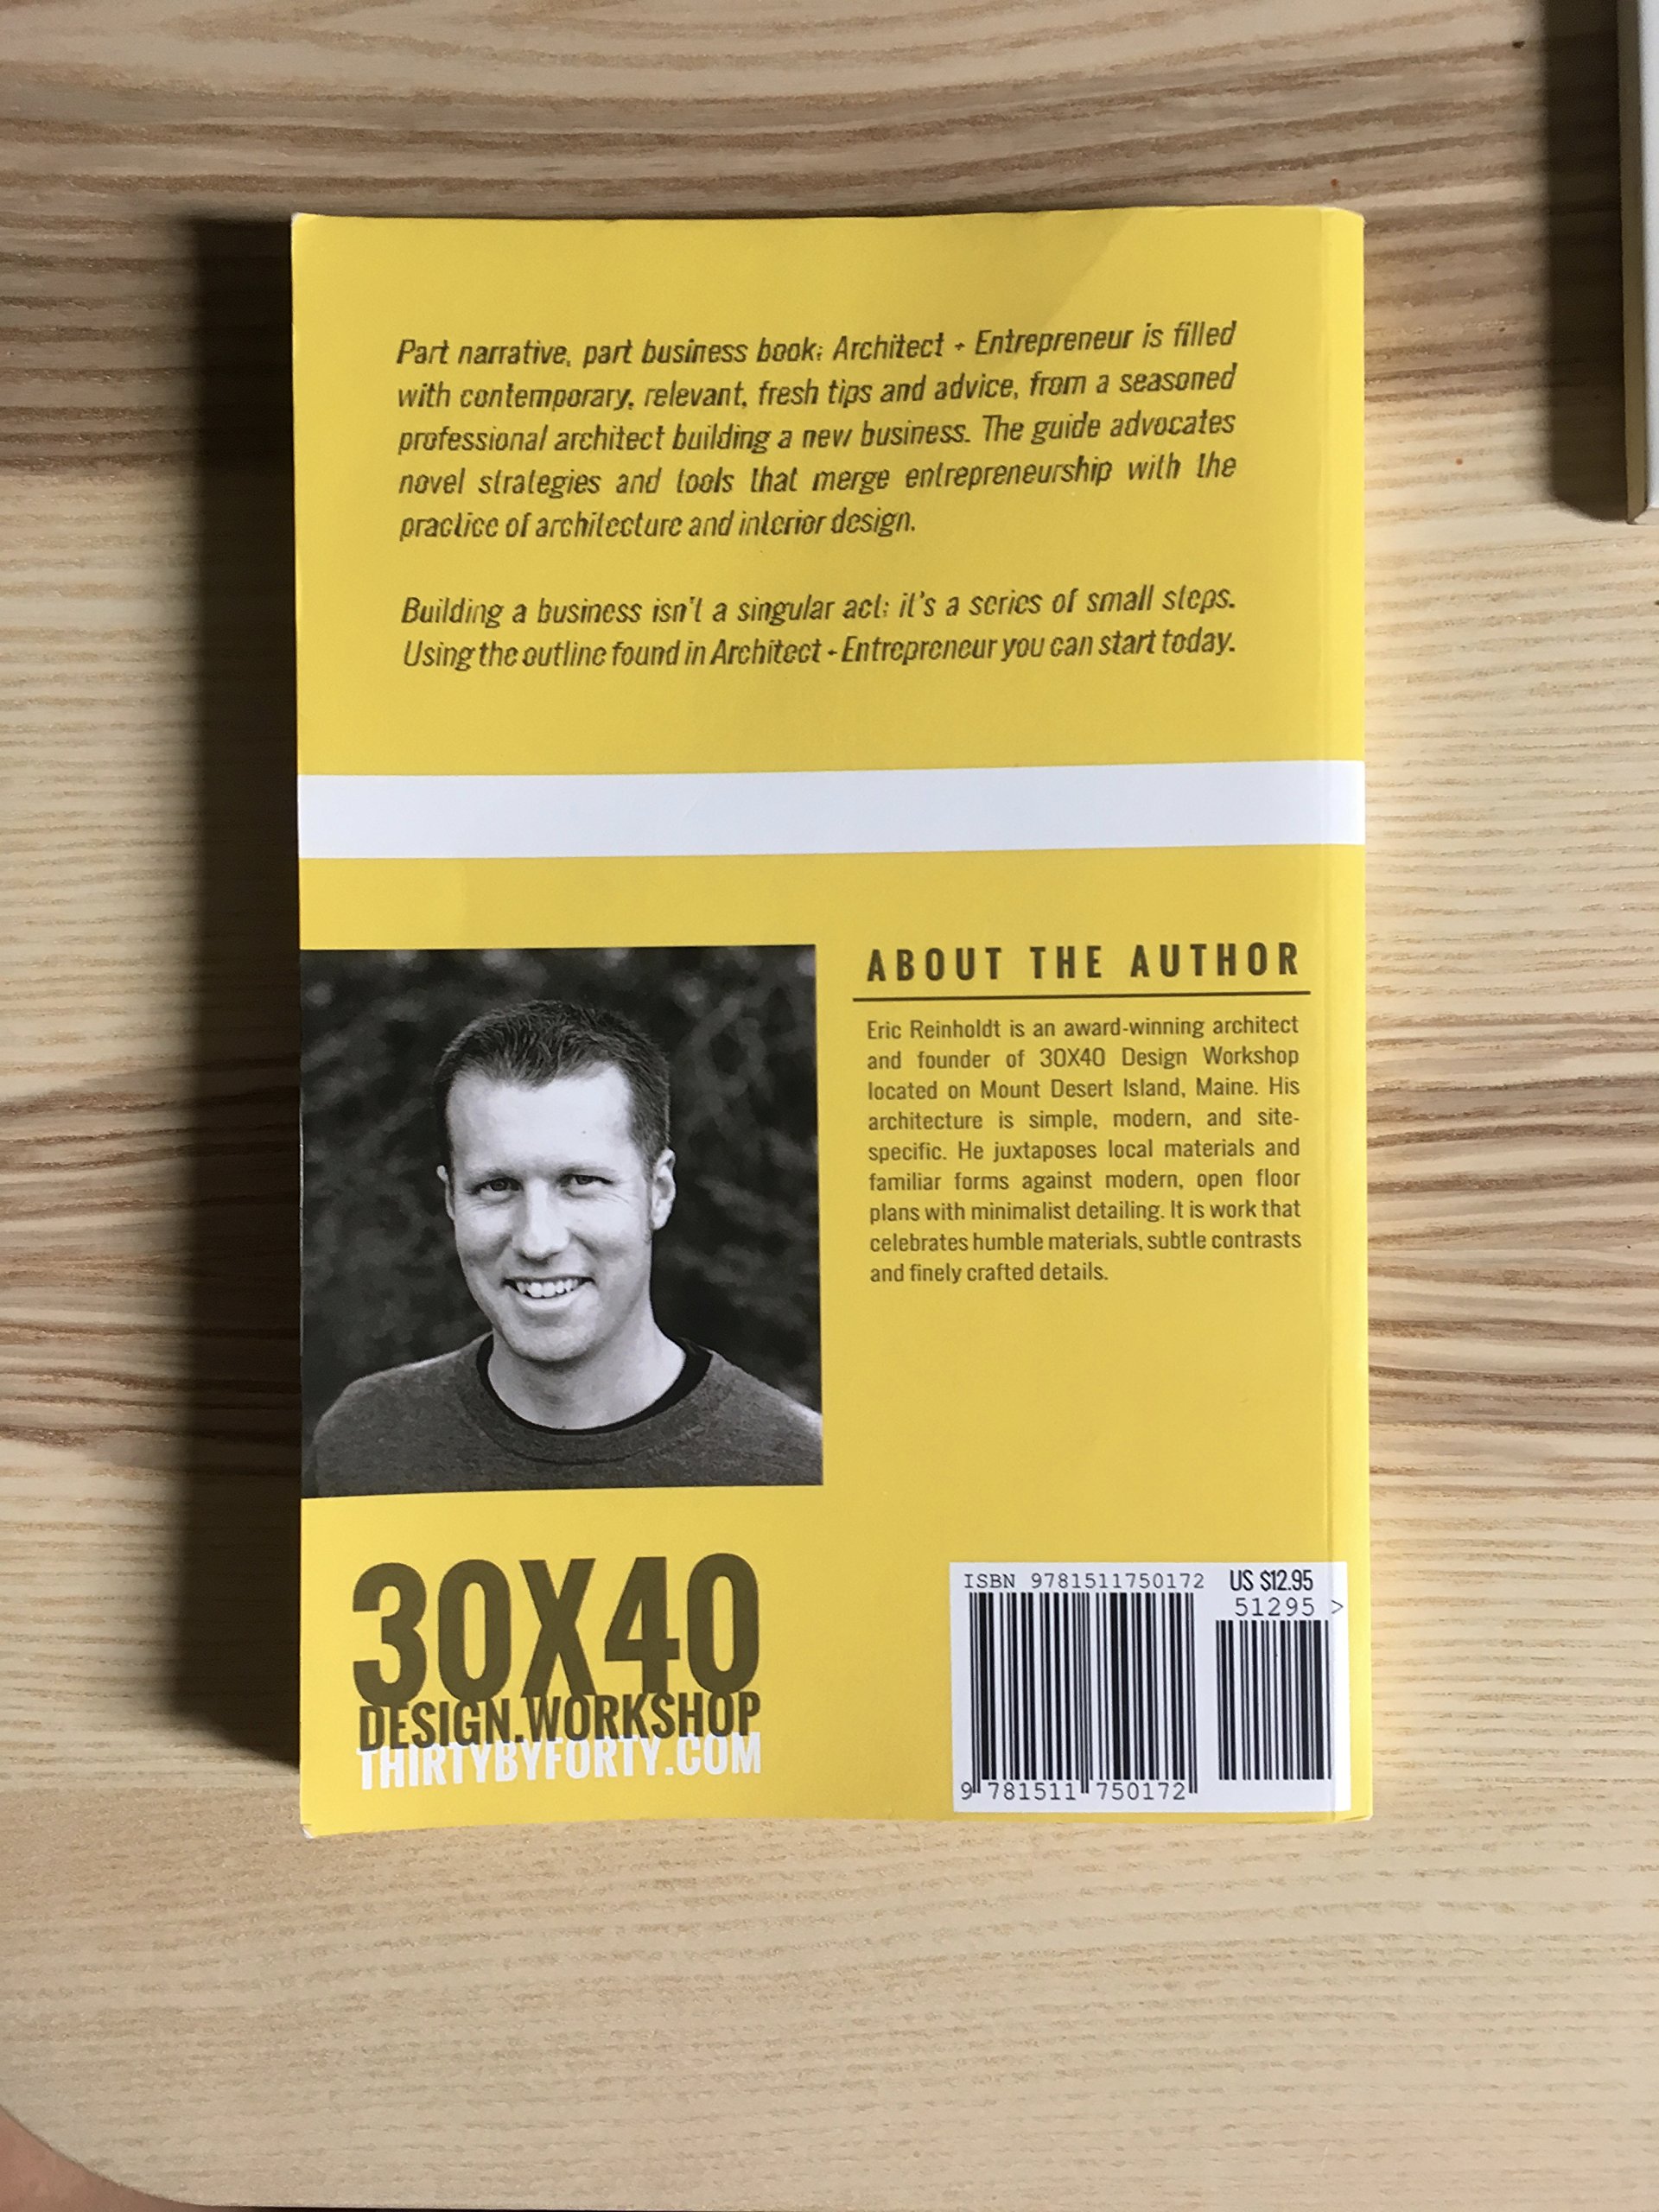 Part narrative, part business book: Architect + Entrepreneur is filled
with contemporary, relevant, fresh tips and advice, from a seasoned
professional architect building a new business. The guide advocates
novel strategies and tools that merge entrepreneurship with the
practice of architecture and interior design.
Building a business isn't a singular act; it's a series of small steps.
Using the outline found in Architect + Entrepreneur you can start today.
ABOUT THE AUTHOR
Eric Reinholdt is an award-winning architect
and founder of 30X40 Design Workshop
located on Mount Desert Island, Maine. His
architecture is simple, modern, and site-
specific. He juxtaposes local materials and
familiar forms against modern, open floor
plans with minimalist detailing. It is work that
celebrates humble materials, subtle contrasts
and finely crafted details.
30X40
DESIGN.WORKSHOP
THIRTYBYFORTY.COM
ISBN 9781511750172 US $12.95
51295 >
9 781511 750172